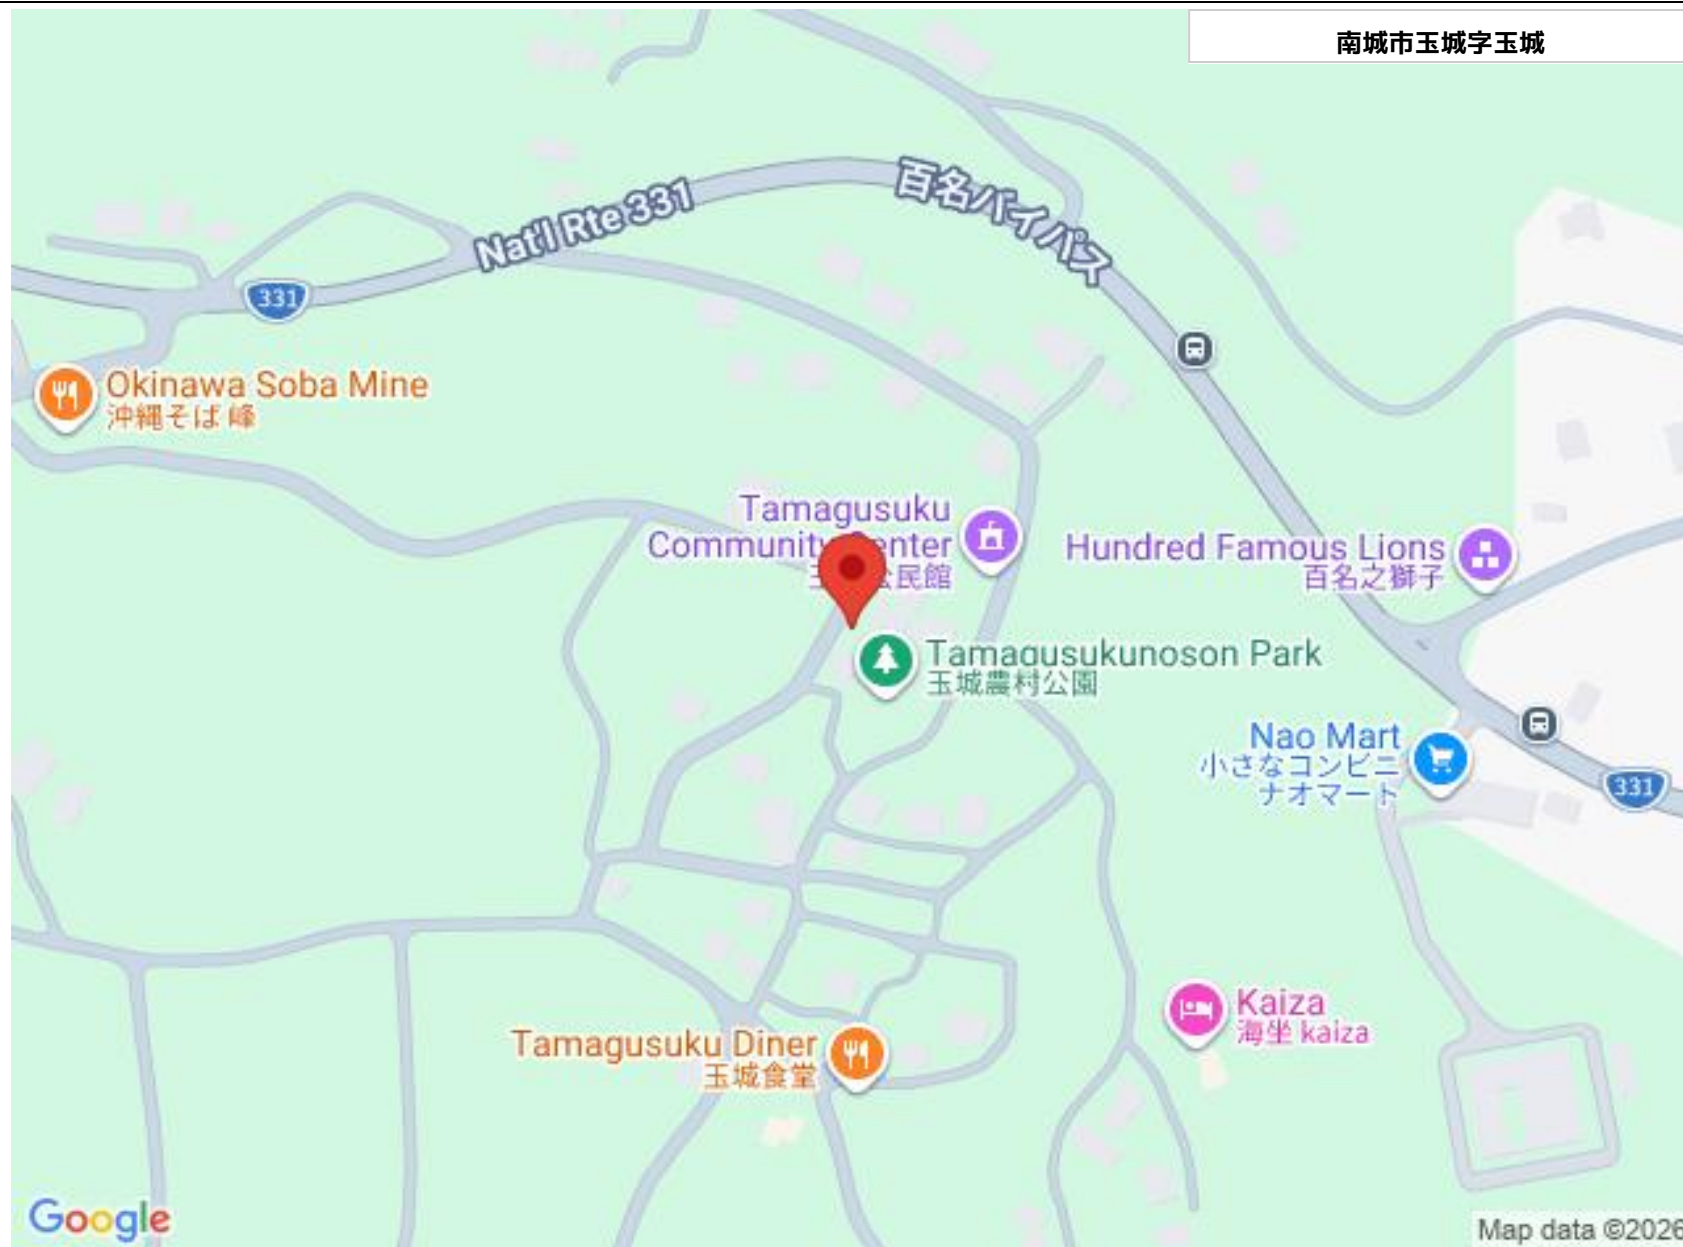 南城市玉城字玉城
百名バイパス
Nat'l Rte 331
331
Okinawa Soba Mine
沖縄そば 峰
Tamagusuku
Community Center
公民館
Hundred Famous Lions
百名之獅子
Tamagusukunoson Park
玉城農村公園
Nao Mart
小さなコンビニ
ナオマート
331
Kaiza
海坐 kaiza
Tamagusuku Diner
玉城食堂
Google
Map data ©2026